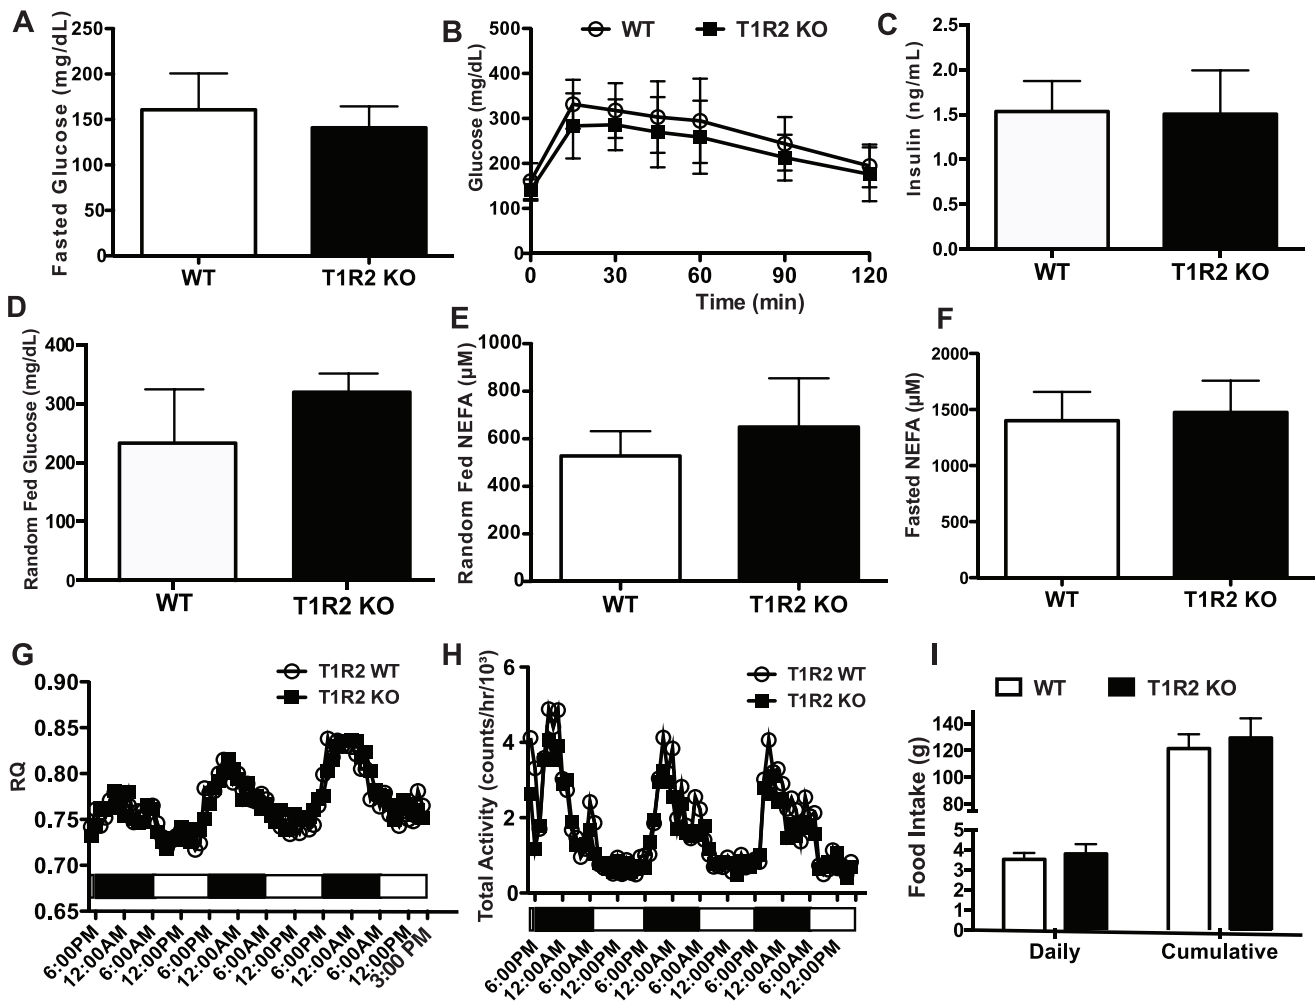 A
Fasted Glucose (mg/dL)
250
200
150
100
50
0
WT
T1R2 KO
B
WT
T1R2 KO
Glucose (mg/dL)
500
400
300
200
100
0
0
30
60
90
120
Time (min)
C
Insulin (ng/mL)
2.5
2.0
1.5
1.0
0.5
0.0
WT
T1R2 KO
D
Random Fed Glucose (mg/dL)
400
300
200
100
0
WT
T1R2 KO
E
Random Fed NEFA (µM)
1000
800
600
400
200
0
WT
T1R2 KO
F
Fasted NEFA (µM)
2000
1500
1000
500
0
WT
T1R2 KO
G
T1R2 WT
T1R2 KO
RQ
0.90
0.85
0.80
0.75
0.70
0.65
6:00PM
12:00AM
6:00AM
12:00PM
6:00PM
12:00AM
6:00AM
12:00PM
6:00PM
12:00AM
6:00AM
12:00PM
3:00 PM
H
T1R2 WT
T1R2 KO
Total Activity (counts/hr/10³)
6
4
2
0
6:00PM
12:00AM
6:00AM
12:00PM
6:00PM
12:00AM
6:00AM
12:00PM
6:00PM
12:00AM
6:00AM
12:00PM
I
WT
T1R2 KO
Food Intake (g)
140
120
100
80
5
4
3
2
1
0
Daily
Cumulative